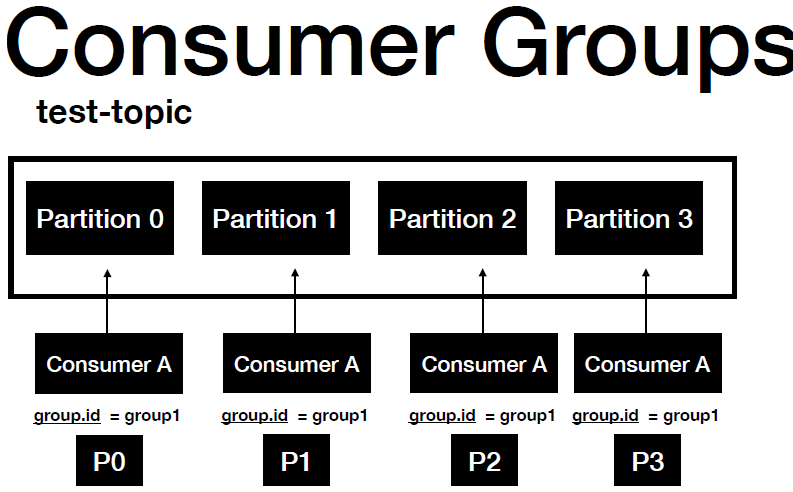 Consumer Groups
test-topic
Partition 0 Partition 1 Partition 2 Partition 3
Consumer A Consumer A Consumer A Consumer A
group.id = group1 group.id = group1 group.id = group1 group.id = group1
P0 P1 P2 P3